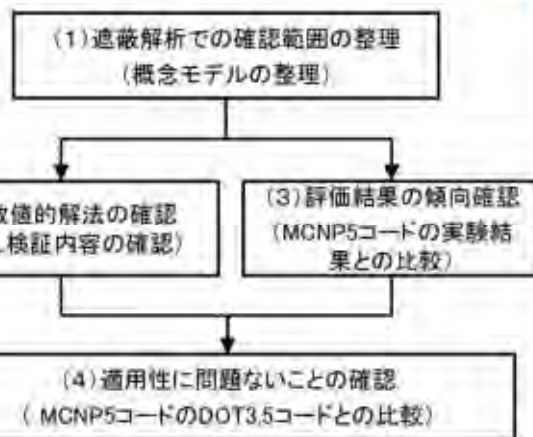 (1)遮蔽解析での確認範囲の整理
(概念モデルの整理)
値的解法の確認
検証内容の確認)
(3)評価結果の傾向確認
(MCNP5コードの実験結
果との比較)
(4)適用性に問題ないことの確認
( MCNP5コードのDOT3.5コードとの比較)